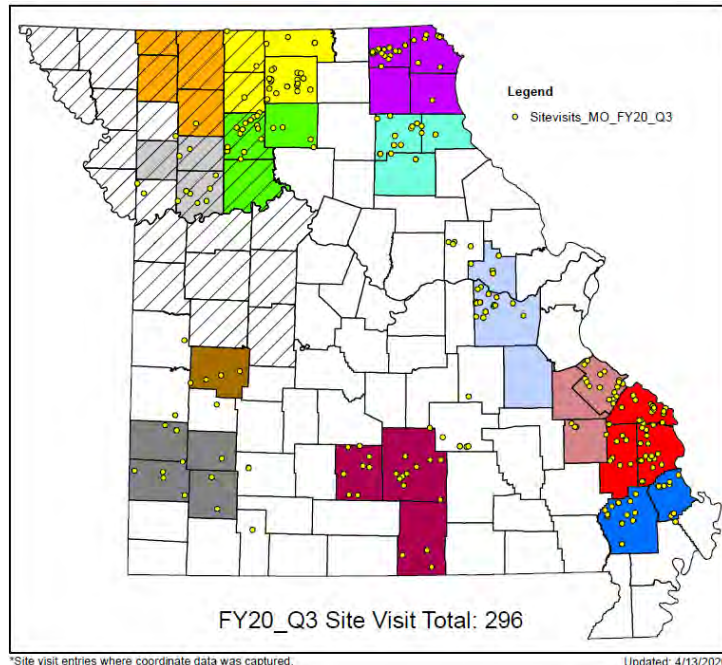 Legend
Sitevisits_MO_FY20_Q3
FY20_Q3 Site Visit Total: 296
*Site visit entries where coordinate data was captured.
Updated: 4/13/202